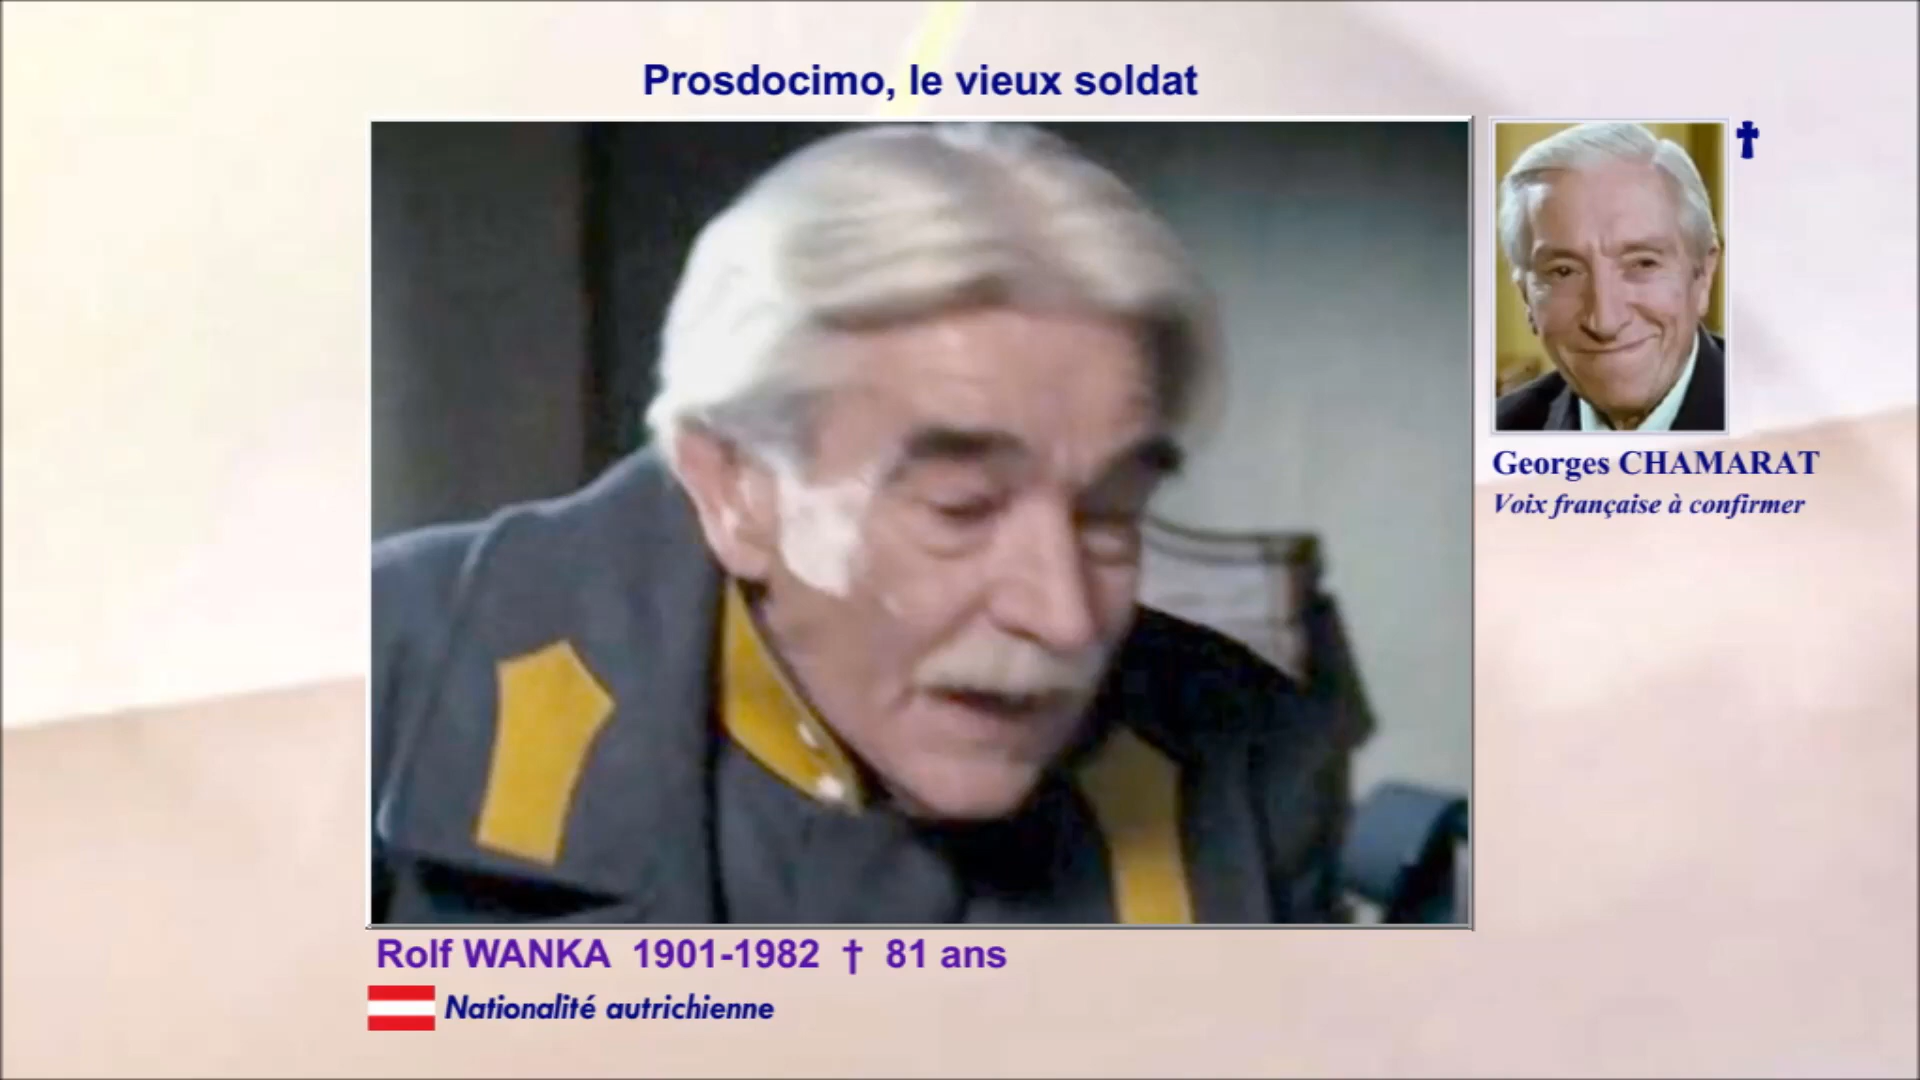 Prosdocimo, le vieux soldat
†
Georges CHAMARAT
Voix française à confirmer
Rolf WANKA 1901-1982 † 81 ans
Nationalité autrichienne